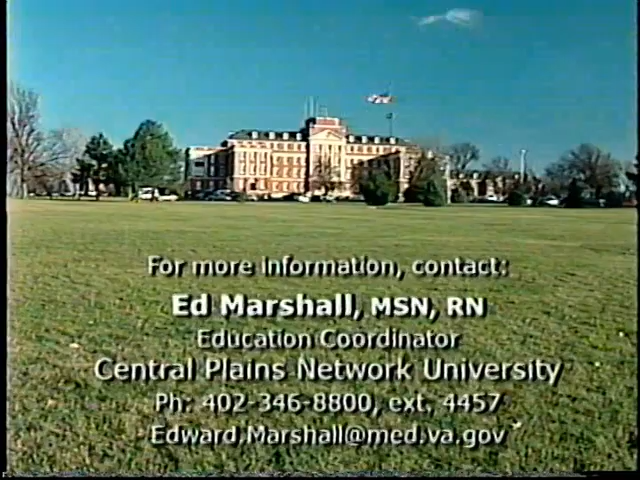 For more information, contact:
Ed Marshall, MSN, RN
Education Coordinator
Central Plains Network University
Ph: 402-346-8800, ext. 4457
Edward.Marshall@med.va.gov